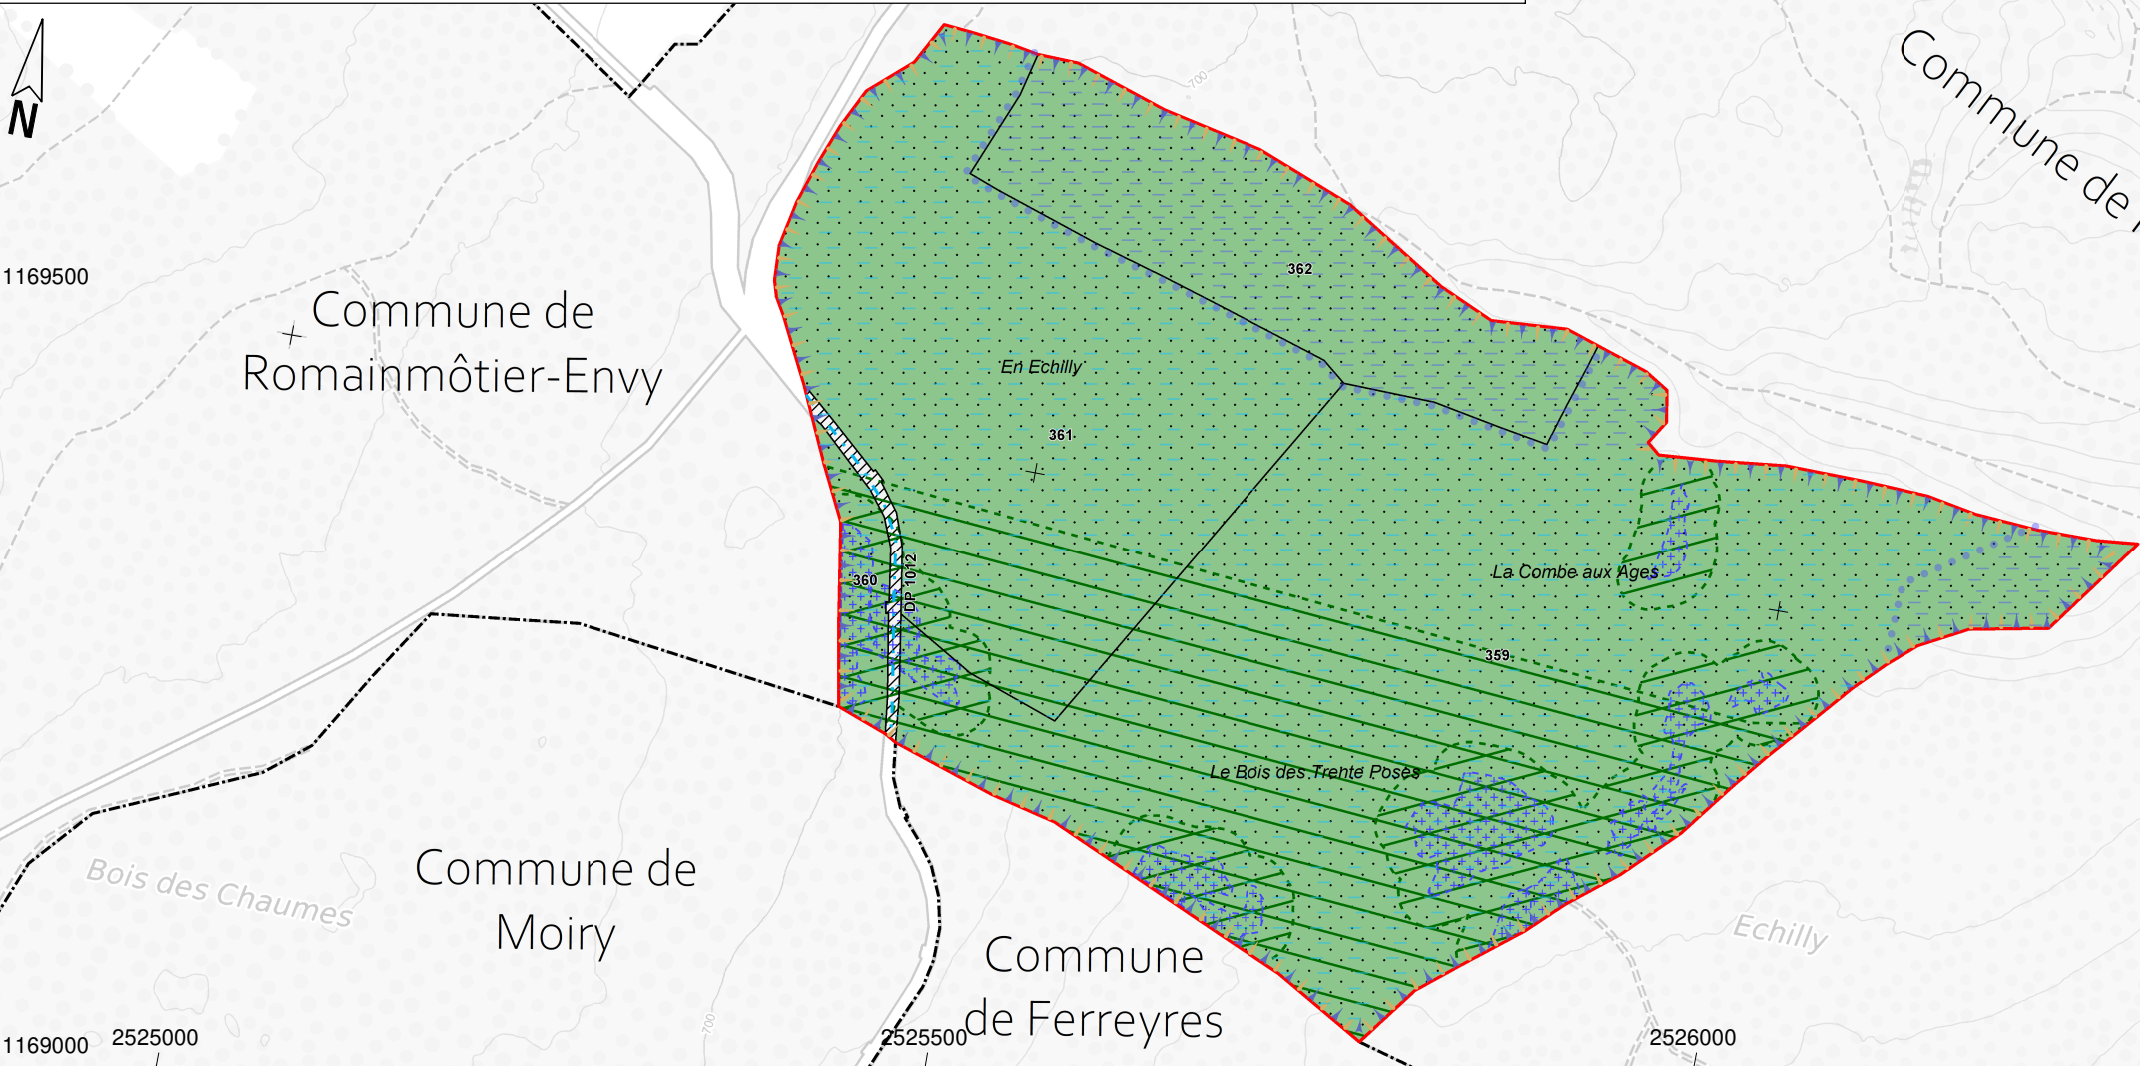 N
700
Commune de
1169500
362
Commune de
Romainmôtier-Envy
En Echilly
361
DP 1012
360
La Combe aux Ages
359
Le Bois des Trente Poses
Commune de
Moiry
Bois des Chaumes
Echilly
Commune
de Ferreyres
700
1169000
2525000
2525500
2526000